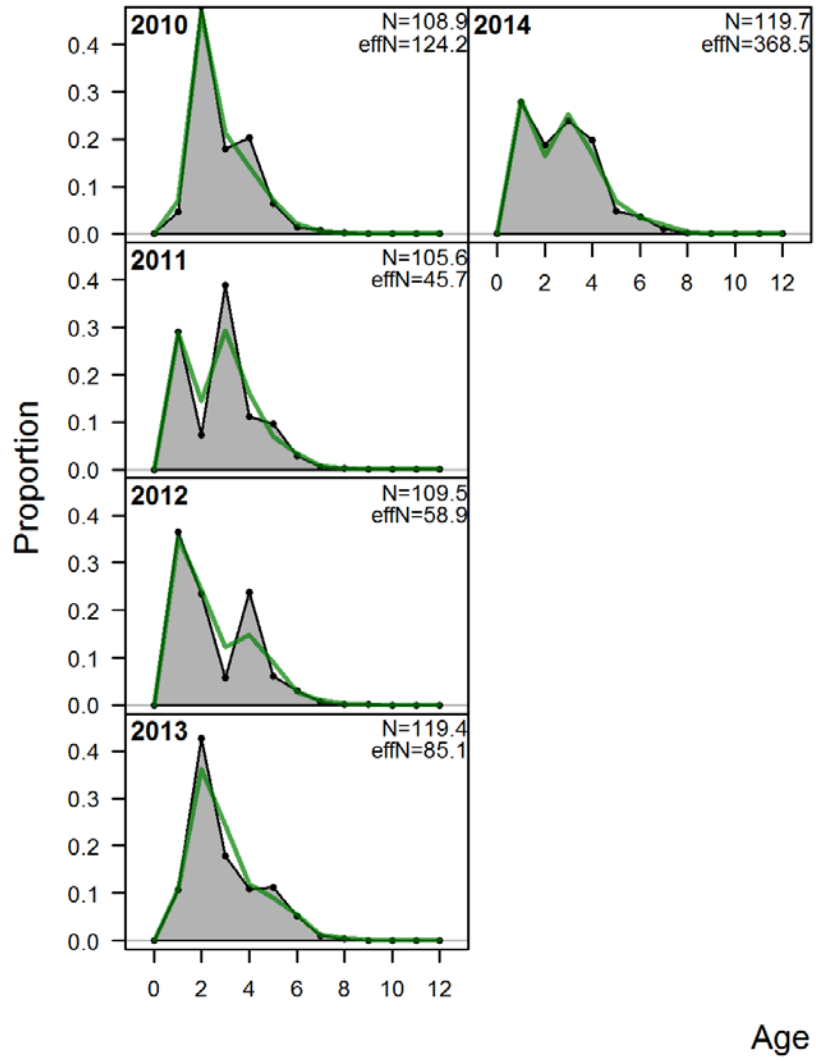 2010
N=108.9
effN=124.2
0.4
0.3
0.2
0.1
0.0
2014
N=119.7
effN=368.5
0 2 4 6 8 10 12
2011
N=105.6
effN=45.7
0.4
0.3
0.2
0.1
0.0
2012
N=109.5
effN=58.9
0.4
0.3
0.2
0.1
0.0
2013
N=119.4
effN=85.1
0.4
0.3
0.2
0.1
0.0
0 2 4 6 8 10 12
Proportion
Age